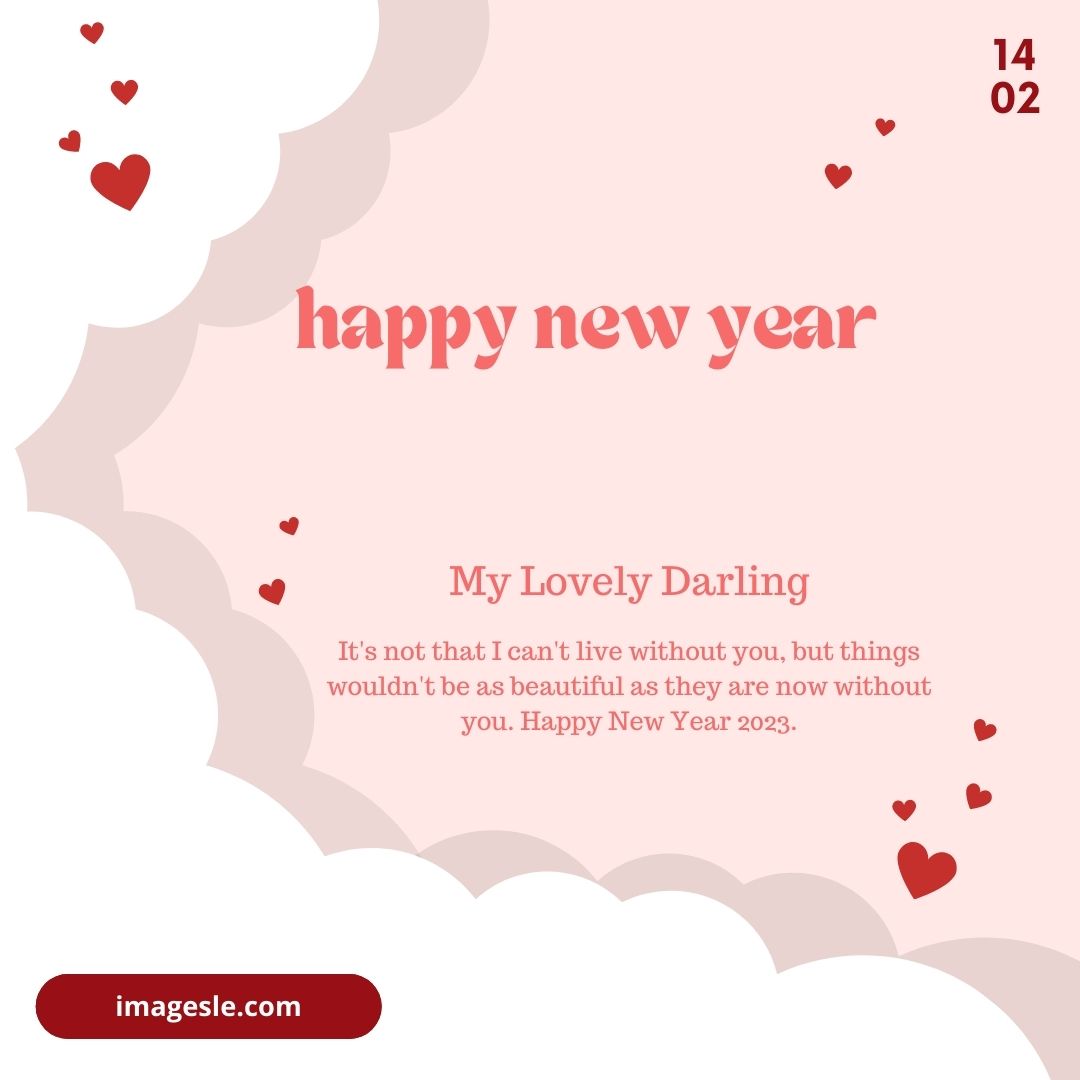 14
02
happy new year
My Lovely Darling
It's not that I can't live without you, but things
wouldn't be as beautiful as they are now without
you. Happy New Year 2023.
imagesle.com